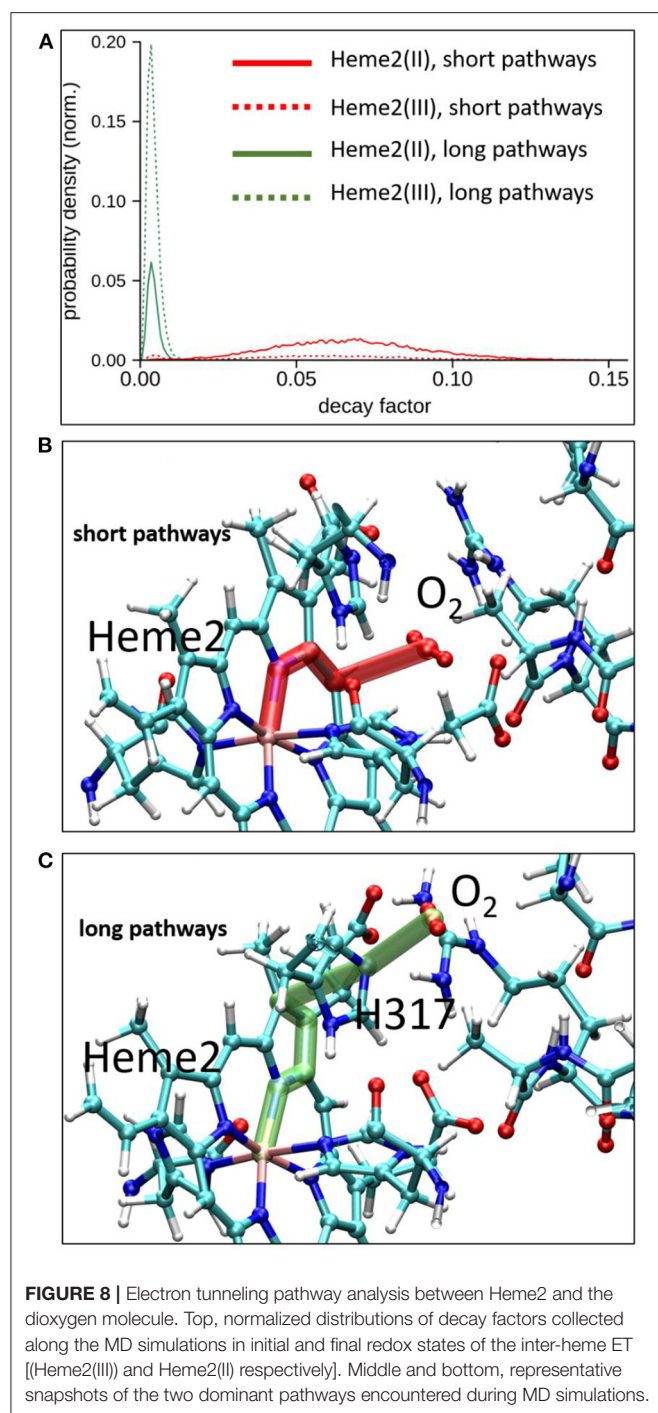 A
probability density (norm.)
0.20
0.15
0.10
0.05
0.00
0.00
0.05
0.10
0.15
decay factor
Heme2(II), short pathways
Heme2(III), short pathways
Heme2(II), long pathways
Heme2(III), long pathways
B
short pathways
Heme2
O₂
C
long pathways
Heme2
O₂
H317
FIGURE 8 | Electron tunneling pathway analysis between Heme2 and the
dioxygen molecule. Top, normalized distributions of decay factors collected
along the MD simulations in initial and final redox states of the inter-heme ET
[(Heme2(III)) and Heme2(II) respectively]. Middle and bottom, representative
snapshots of the two dominant pathways encountered during MD simulations.